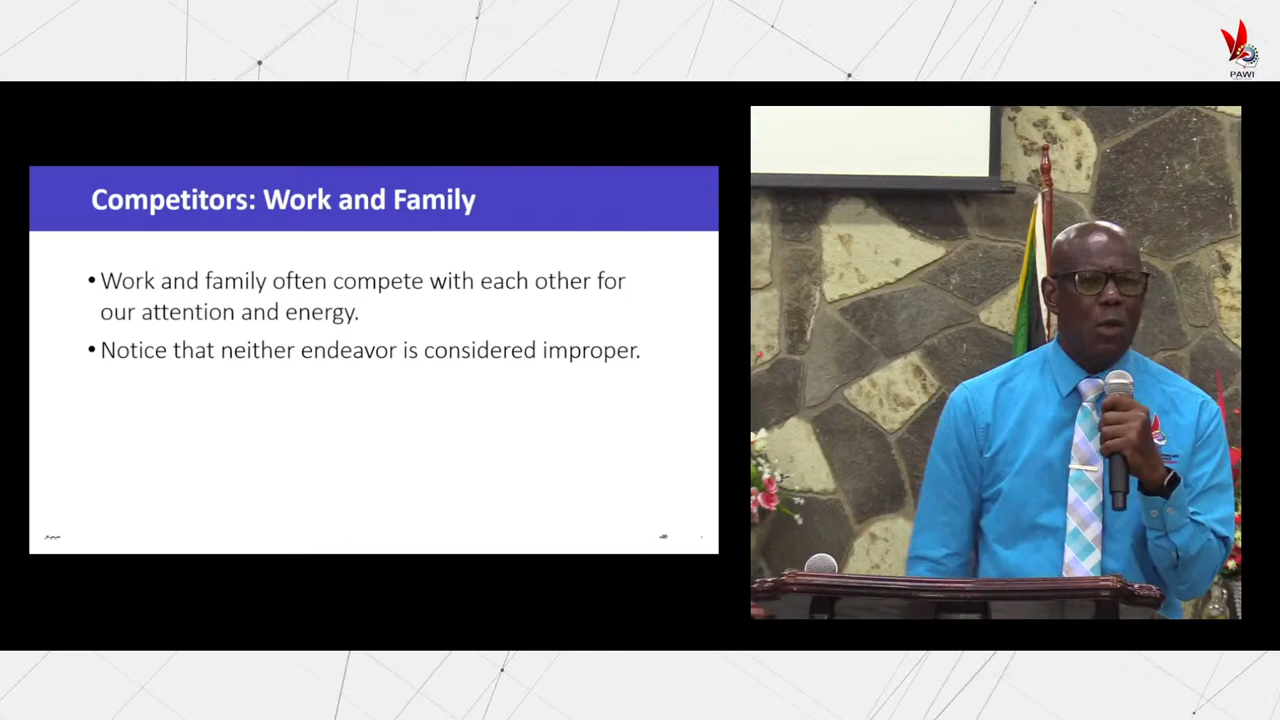 PAWI
Competitors: Work and Family
• Work and family often compete with each other for
our attention and energy.
• Notice that neither endeavor is considered improper.